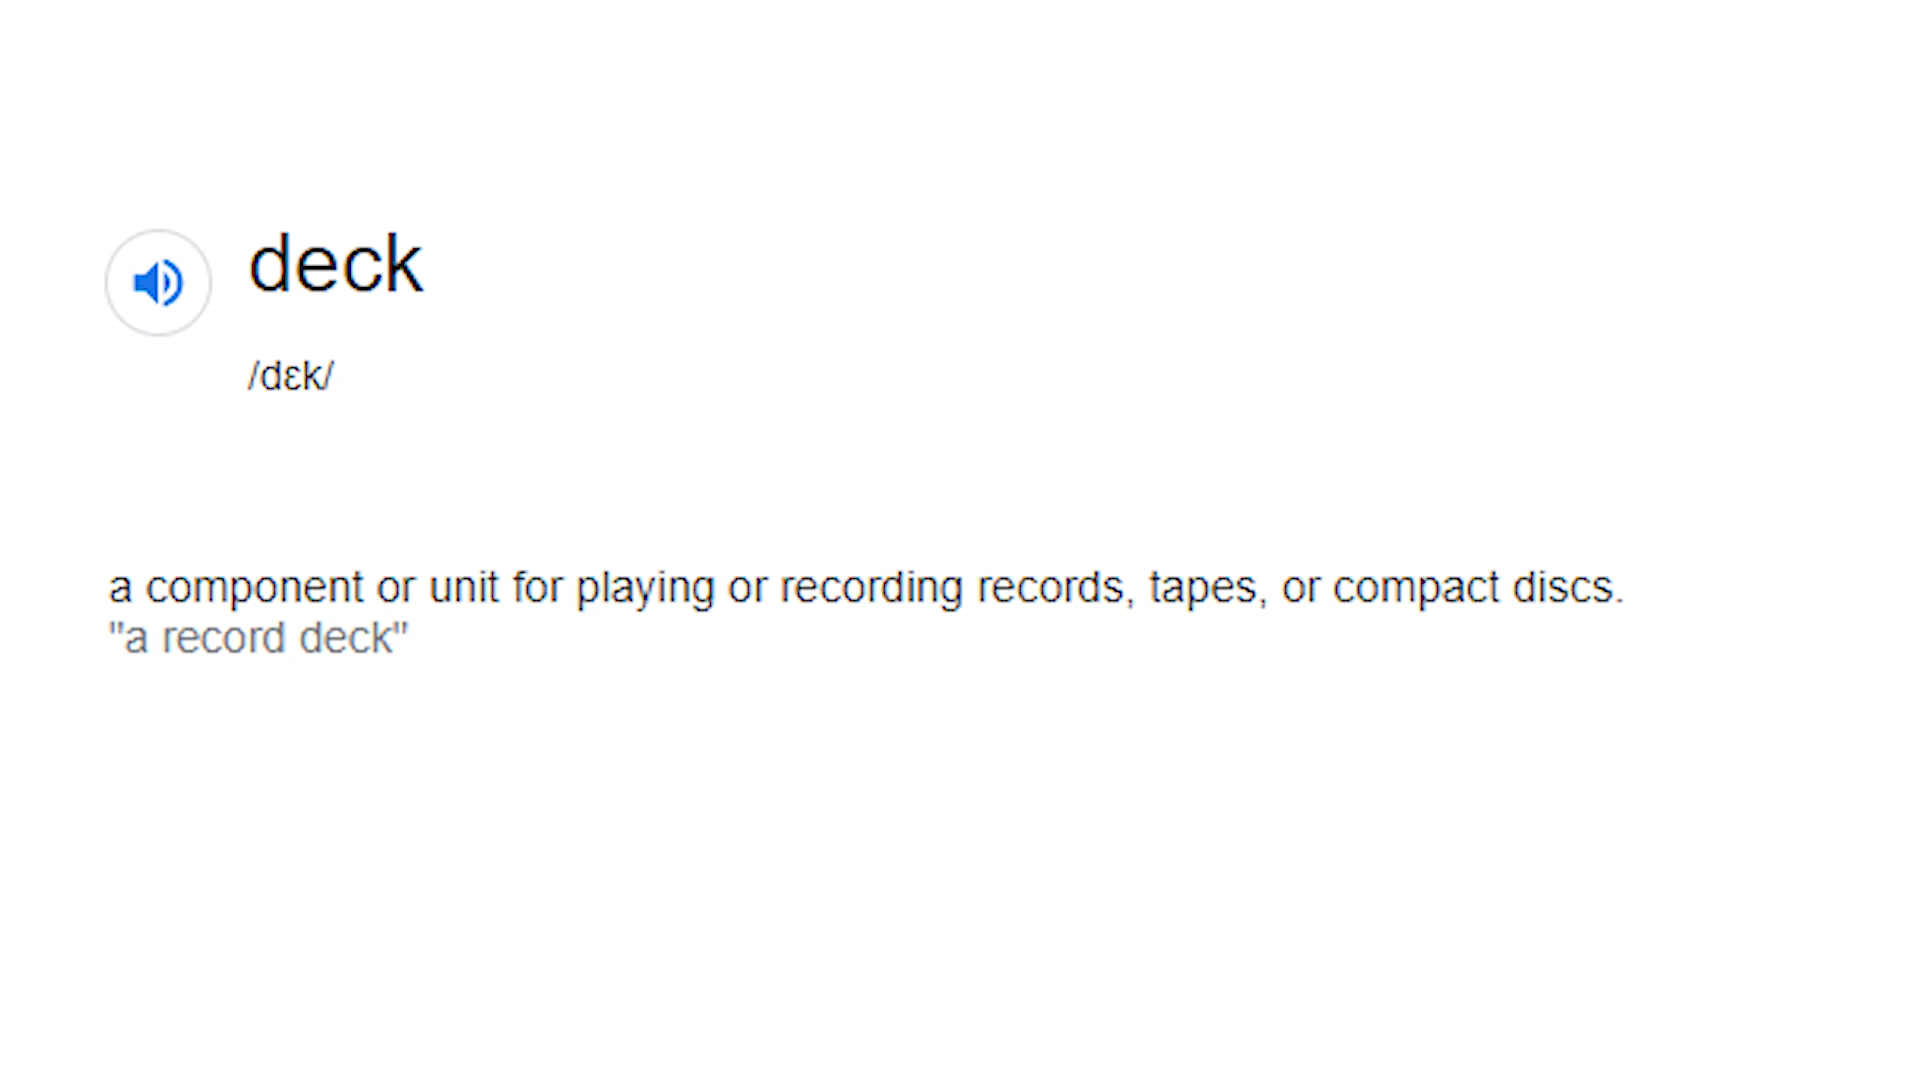 deck
/dɛk/
a component or unit for playing or recording records, tapes, or compact discs.
"a record deck"